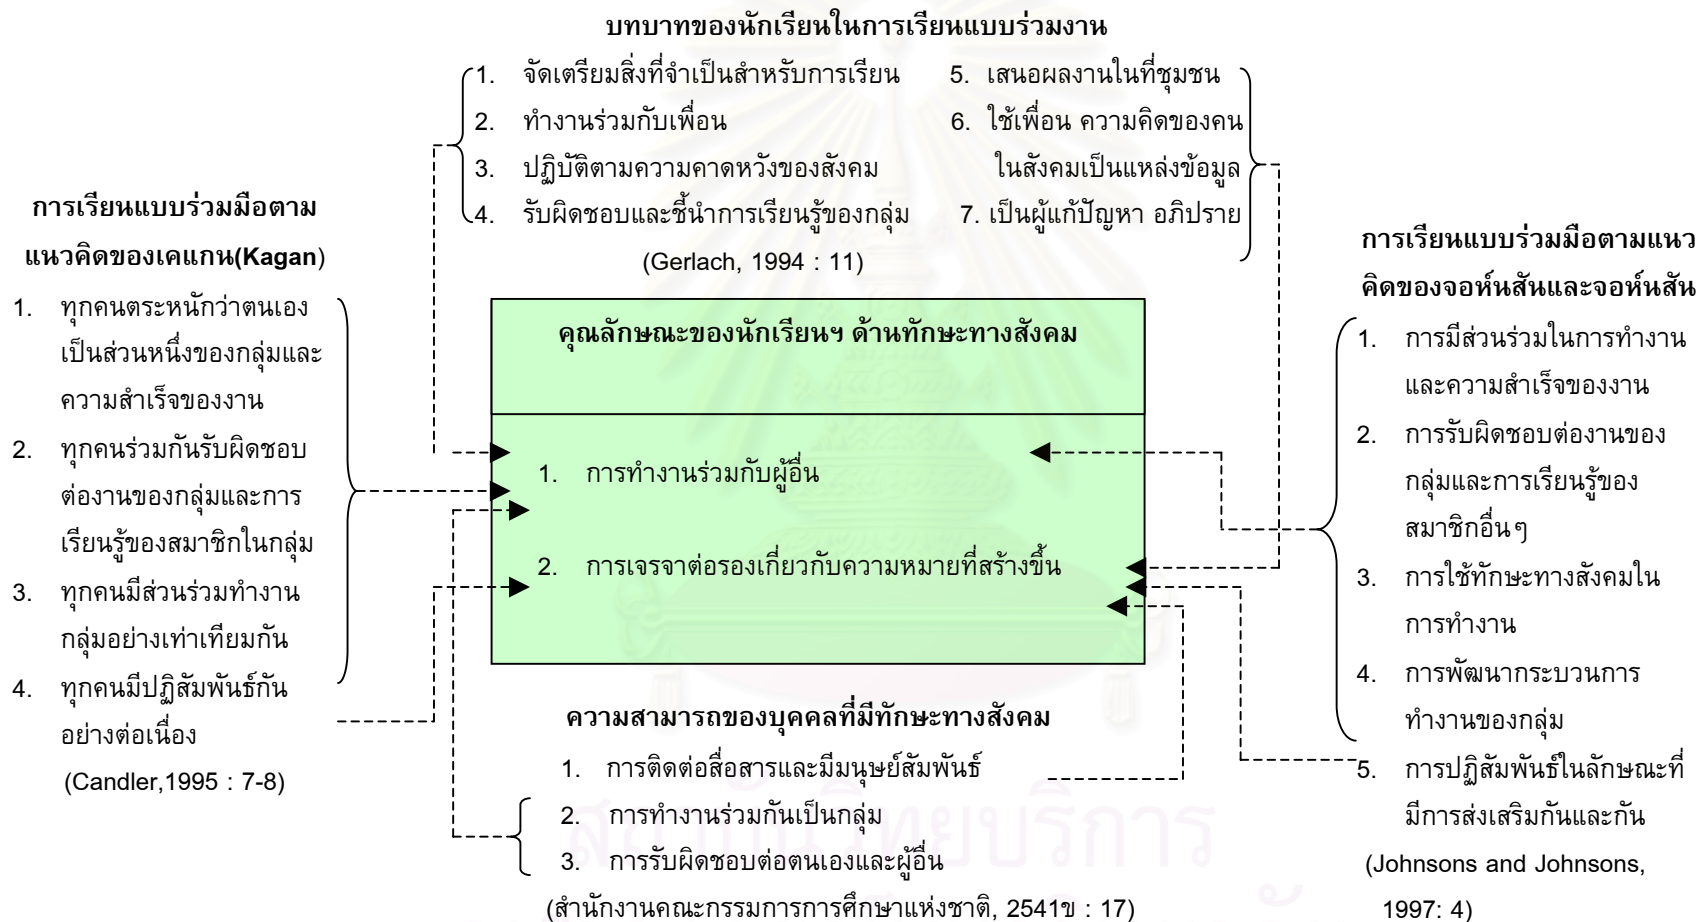 บทบาทของนักเรียนในการเรียนแบบร่วมงาน
1. จัดเตรียมสิ่งที่จำเป็นสำหรับการเรียน
2. ทำงานร่วมกับเพื่อน
3. ปฏิบัติตามความคาดหวังของสังคม
4. รับผิดชอบและชี้นำการเรียนรู้ของกลุ่ม
5. เสนอผลงานในที่ชุมชน
6. ใช้เพื่อน ความคิดของคน
ในสังคมเป็นแหล่งข้อมูล
7. เป็นผู้แก้ปัญหา อภิปราย
(Gerlach, 1994 : 11)
การเรียนแบบร่วมมือตาม
แนวคิดของเคแกน(Kagan)
1. ทุกคนตระหนักว่าตนเอง
เป็นส่วนหนึ่งของกลุ่มและ
ความสำเร็จของงาน
2. ทุกคนร่วมกันรับผิดชอบ
ต่องานของกลุ่มและการ
เรียนรู้ของสมาชิกในกลุ่ม
3. ทุกคนมีส่วนร่วมทำงาน
กลุ่มอย่างเท่าเทียมกัน
4. ทุกคนมีปฏิสัมพันธ์กัน
อย่างต่อเนื่อง
(Candler,1995 : 7-8)
คุณลักษณะของนักเรียนฯ ด้านทักษะทางสังคม
1. การทำงานร่วมกับผู้อื่น
2. การเจรจาต่อรองเกี่ยวกับความหมายที่สร้างขึ้น
การเรียนแบบร่วมมือตามแนว
คิดของจอห์นสันและจอห์นสัน
1. การมีส่วนร่วมในการทำงาน
และความสำเร็จของงาน
2. การรับผิดชอบต่องานของ
กลุ่มและการเรียนรู้ของ
สมาชิกอื่นๆ
3. การใช้ทักษะทางสังคมใน
การทำงาน
4. การพัฒนากระบวนการ
ทำงานของกลุ่ม
5. การปฏิสัมพันธ์ในลักษณะที่
มีการส่งเสริมกันและกัน
(Johnsons and Johnsons,
1997: 4)
ความสามารถของบุคคลที่มีทักษะทางสังคม
1. การติดต่อสื่อสารและมีมนุษย์สัมพันธ์
2. การทำงานร่วมกันเป็นกลุ่ม
3. การรับผิดชอบต่อตนเองและผู้อื่น
(สำนักงานคณะกรรมการการศึกษาแห่งชาติ, 2541ข : 17)
สถาบันวิทยบริการ